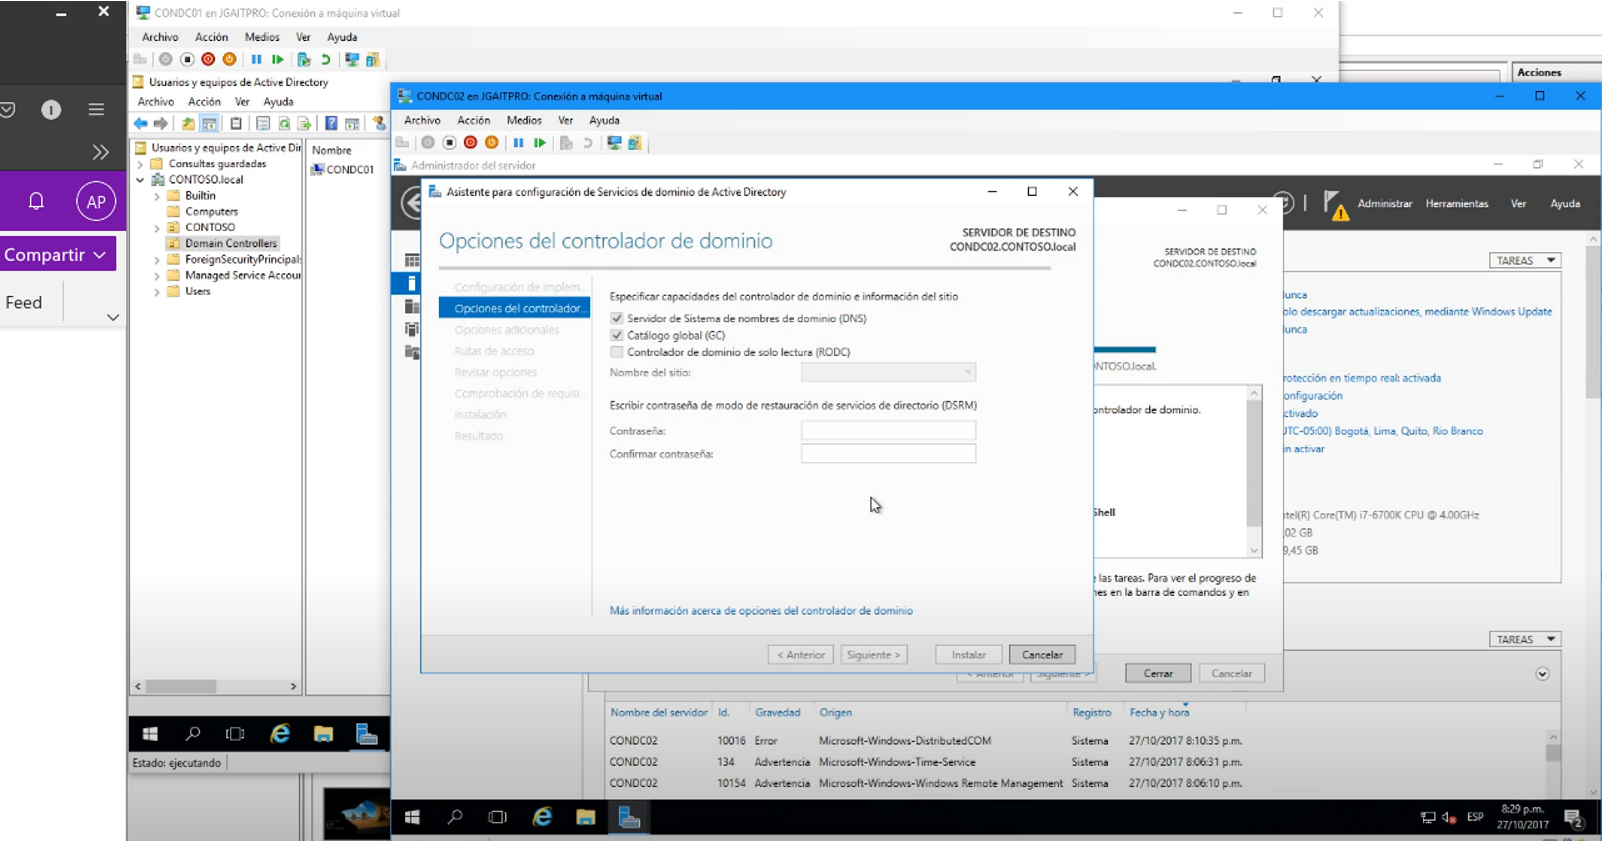 CONDC01 en JGAITPRO: Conexión a máquina virtual
Archivo Acción Medios Ver Ayuda
Usuarios y equipos de Active Directory
Archivo Acción Ver Ayuda
Usuarios y equipos de Active Dir
Consultas guardadas
CONTOSO.local
Builtin
Computers
CONTOSO
Domain Controllers
ForeignSecurityPrincipals
Managed Service Accour
Users
Nombre
CONDC01
Estado: ejecutando
AP
Compartir
Feed
Acciones
CONDC02 en JGAITPRO: Conexión a máquina virtual
Archivo Acción Medios Ver Ayuda
Administrador del servidor
Administrar Herramientas Ver Ayuda
Asistente para configuración de Servicios de dominio de Active Directory
Opciones del controlador de dominio
SERVIDOR DE DESTINO
CONDC02.CONTOSO.local
Configuración de implem...
Opciones del controlador...
Opciones adicionales
Rutas de acceso
Revisar opciones
Comprobación de requisi...
Instalación
Resultado
Especificar capacidades del controlador de dominio e información del sitio
Servidor de Sistema de nombres de dominio (DNS)
Catálogo global (GC)
Controlador de dominio de solo lectura (RODC)
Nombre del sitio:
Escribir contraseña de modo de restauración de servicios de directorio (DSRM)
Contraseña:
Confirmar contraseña:
Más información acerca de opciones del controlador de dominio
< Anterior Siguiente > Instalar Cancelar
SERVIDOR DE DESTINO
CONDC02.CONTOSO.local
NTOSO.local.
ontrolador de dominio.
Shell
e las tareas. Para ver el progreso de
nes en la barra de comandos y en
< Anterior Siguiente > Cerrar Cancelar
TAREAS
unca
olo descargar actualizaciones, mediante Windows Update
unca
rotección en tiempo real: activada
onfiguración
ctivado
UTC-05:00) Bogotá, Lima, Quito, Rio Branco
in activar
ntel(R) Core(TM) i7-6700K CPU @ 4.00GHz
,02 GB
9,45 GB
TAREAS
Nombre del servidor Id. Gravedad Origen Registro Fecha y hora
CONDC02 10016 Error Microsoft-Windows-DistributedCOM Sistema 27/10/2017 8:10:35 p.m.
CONDC02 134 Advertencia Microsoft-Windows-Time-Service Sistema 27/10/2017 8:06:31 p.m.
CONDC02 10154 Advertencia Microsoft-Windows-Windows Remote Management Sistema 27/10/2017 8:06:10 p.m.
ESP
8:29 p.m.
27/10/2017
2